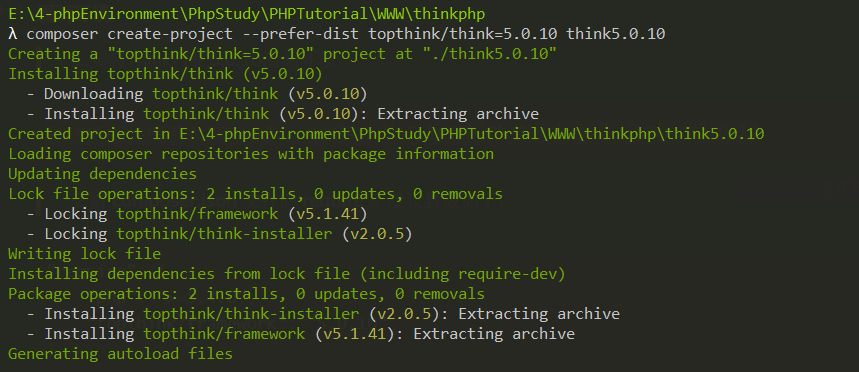 E:\4-phpEnvironment\PhpStudy\PHPTutorial\WWW\thinkphp
λ composer create-project --prefer-dist topthink/think=5.0.10 think5.0.10
Creating a "topthink/think=5.0.10" project at "./think5.0.10"
Installing topthink/think (v5.0.10)
  - Downloading topthink/think (v5.0.10)
  - Installing topthink/think (v5.0.10): Extracting archive
Created project in E:\4-phpEnvironment\PhpStudy\PHPTutorial\WWW\thinkphp\think5.0.10
Loading composer repositories with package information
Updating dependencies
Lock file operations: 2 installs, 0 updates, 0 removals
  - Locking topthink/framework (v5.1.41)
  - Locking topthink/think-installer (v2.0.5)
Writing lock file
Installing dependencies from lock file (including require-dev)
Package operations: 2 installs, 0 updates, 0 removals
  - Installing topthink/think-installer (v2.0.5): Extracting archive
  - Installing topthink/framework (v5.1.41): Extracting archive
Generating autoload files